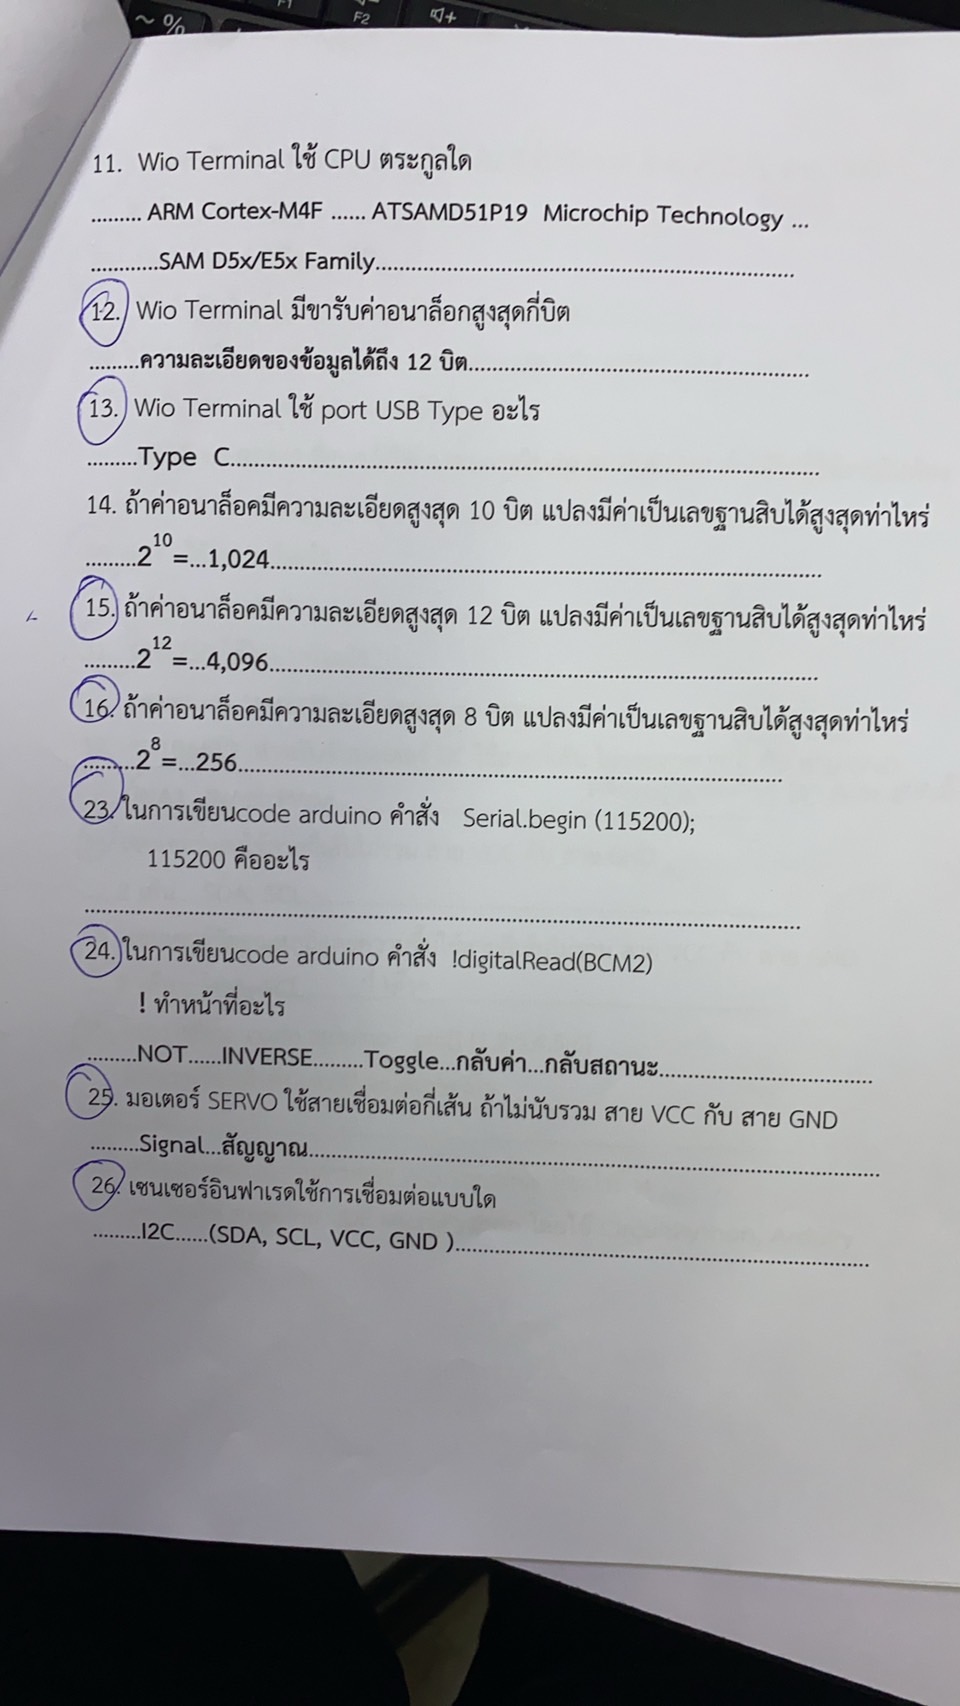 ~ %
F1
F2
11. Wio Terminal ใช้ CPU ตระกูลใด
......... ARM Cortex-M4F ...... ATSAMD51P19 Microchip Technology ...
............SAM D5x/E5x Family..........................................................................
12. Wio Terminal มีขารับค่าอนาล็อกสูงสุดกี่บิต
.........ความละเอียดของข้อมูลได้ถึง 12 บิต............................................................
13. Wio Terminal ใช้ port USB Type อะไร
.........Type C.........................................................................................................
14. ถ้าค่าอนาล็อคมีความละเอียดสูงสุด 10 บิต แปลงมีค่าเป็นเลขฐานสิบได้สูงสุดท่าไหร่
.........2¹⁰=...1,024..................................................................................................
15. ถ้าค่าอนาล็อคมีความละเอียดสูงสุด 12 บิต แปลงมีค่าเป็นเลขฐานสิบได้สูงสุดท่าไหร่
.........2¹²=...4,096..................................................................................................
16. ถ้าค่าอนาล็อคมีความละเอียดสูงสุด 8 บิต แปลงมีค่าเป็นเลขฐานสิบได้สูงสุดท่าไหร่
.........2⁸=...256..................................................................................................
23. ในการเขียนcode arduino คำสั่ง Serial.begin (115200);
115200 คืออะไร
..............................................................................................................................
24. ในการเขียนcode arduino คำสั่ง !digitalRead(BCM2)
! ทำหน้าที่อะไร
.........NOT......INVERSE.........Toggle...กลับค่า...กลับสถานะ......................................
25. มอเตอร์ SERVO ใช้สายเชื่อมต่อกี่เส้น ถ้าไม่นับรวม สาย VCC กับ สาย GND
.........Signal...สัญญาณ.....................................................................................................
26. เซนเซอร์อินฟาเรดใช้การเชื่อมต่อแบบใด
.........I2C......(SDA, SCL, VCC, GND )..........................................................................